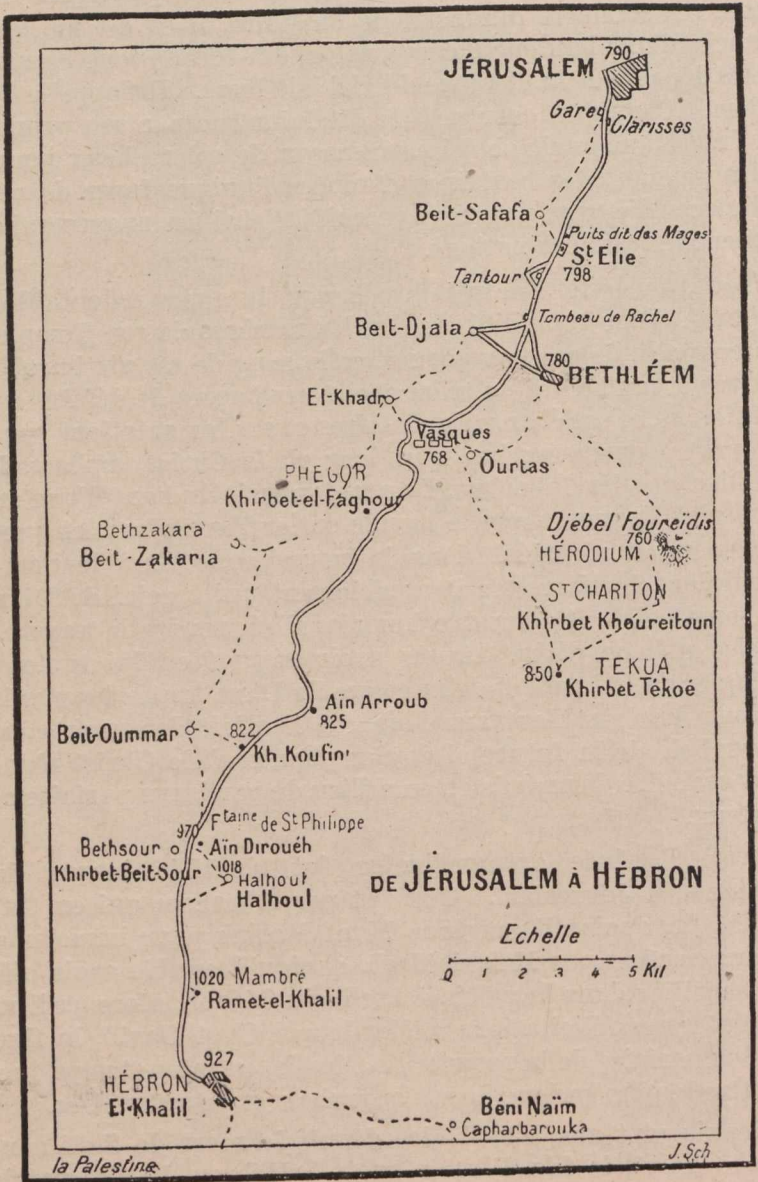 790
JÉRUSALEM
Gare
Clarisses
Beit-Safafa
Puits dit des Mages
St Elie
798
Tantour
Tombeau de Rachel
Beit-Djala
780
BETHLÉEM
El-Khadr
Vasques
768
Ourtas
PHEGOR
Khirbet-el-Faghour
Djébel Foureïdis
760
HÉRODIUM
Bethzakara
Beit-Zakaria
ST CHARITON
Khirbet Khoureïtoun
TEKUA
850
Khirbet Tékoé
Aïn Arroub
825
Beit-Oummar
822
Kh. Koufin
970
Ftaine de St Philippe
Bethsour
Aïn Dirouéh
Khirbet-Beit-Sour
1018
Halhoul
Halhoul
DE JÉRUSALEM À HÉBRON
Echelle
0 1 2 3 4 5 Kil
1020 Mambré
Ramet-el-Khalil
927
HÉBRON
El-Khalil
Béni Naïm
Capharbarouka
la Palestine
J. Sch